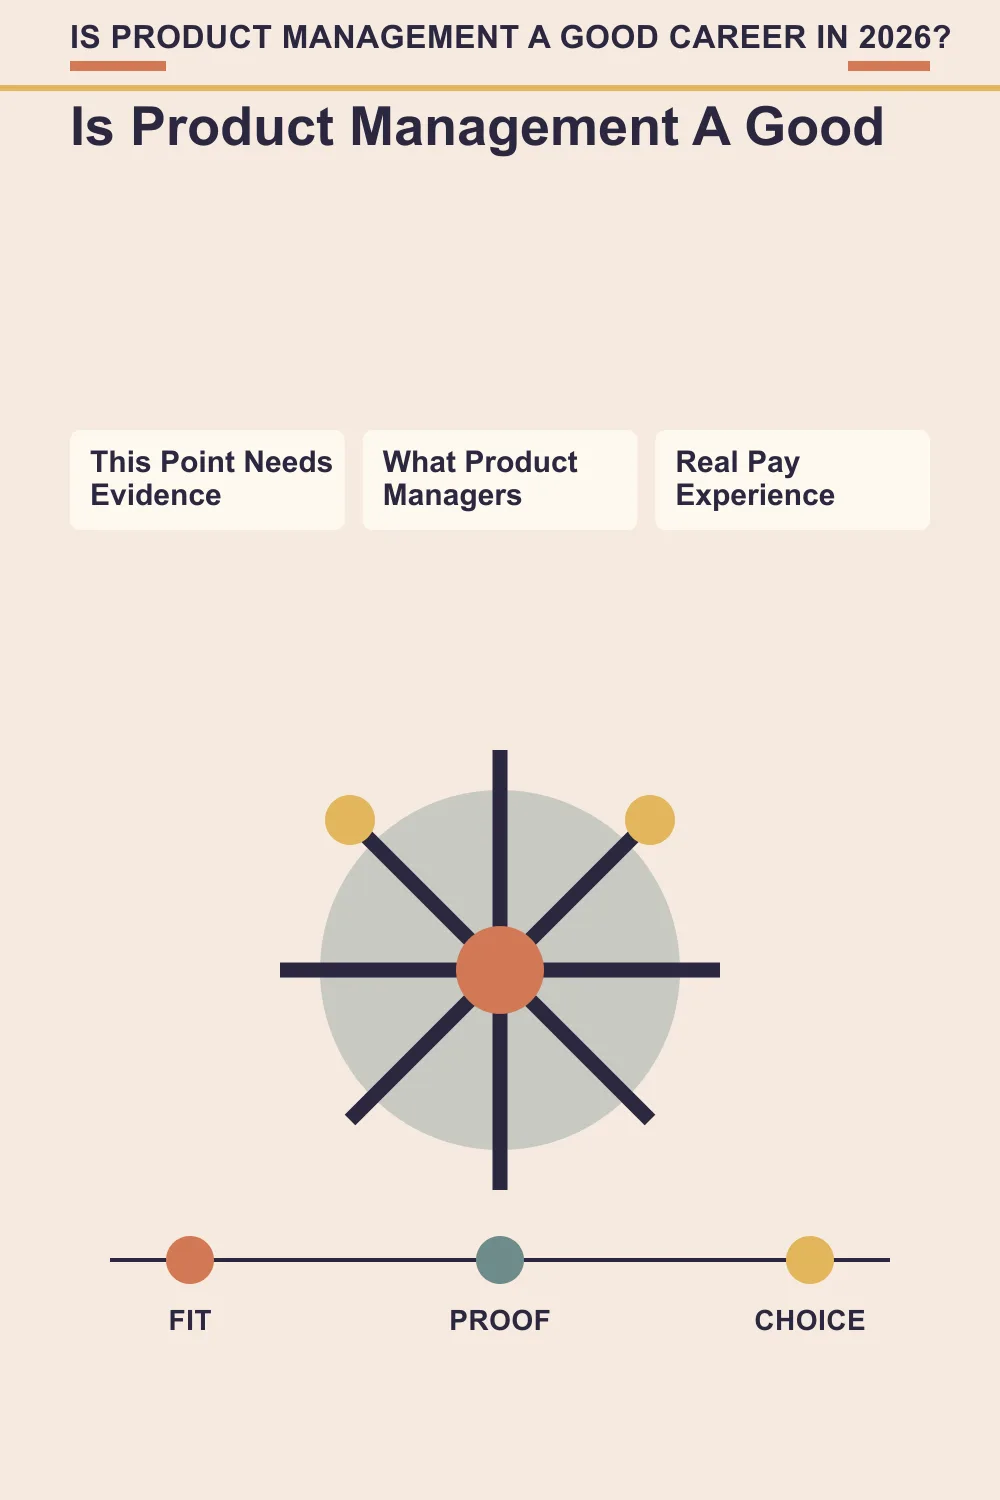 IS PRODUCT MANAGEMENT A GOOD CAREER IN 2026?
Is Product Management A Good
This Point Needs
Evidence
What Product
Managers
Real Pay
Experience
FIT
PROOF
CHOICE